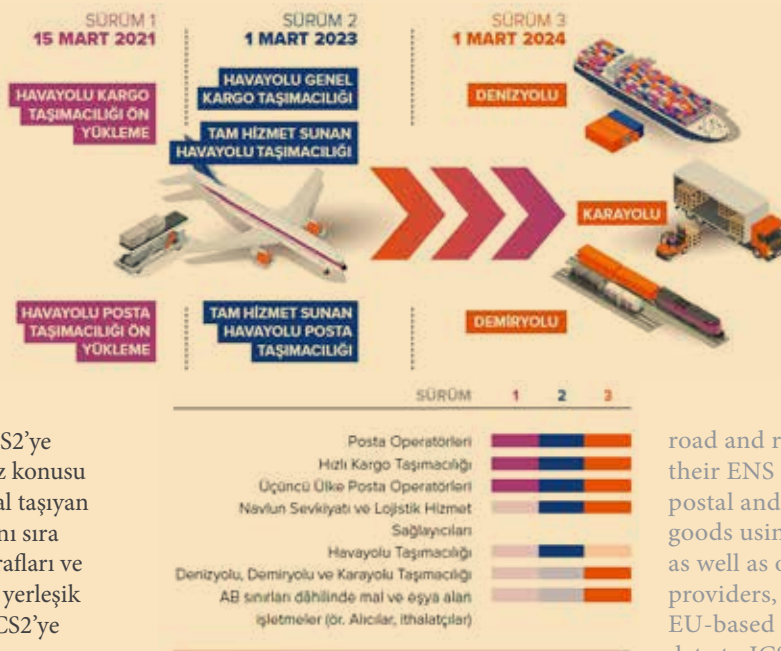 SÜRÜM 1
15 MART 2021
SÜRÜM 2
1 MART 2023
SÜRÜM 3
1 MART 2024
HAVAYOLU KARGO
TAŞIMACILIĞI ÖN
YÜKLEME
HAVAYOLU GENEL
KARGO TAŞIMACILIĞI
TAM HİZMET SUNAN
HAVAYOLU TAŞIMACILIĞI
DENİZYOLU
KARAYOLU
HAVAYOLU POSTA
TAŞIMACILIĞI ÖN
YÜKLEME
TAM HİZMET SUNAN
HAVAYOLU POSTA
TAŞIMACILIĞI
DEMİRYOLU
SÜRÜM 1 2 3
Posta Operatörleri
Hızlı Kargo Taşımacılığı
Üçüncü Ülke Posta Operatörleri
Navlun Sevkiyatı ve Lojistik Hizmet
Sağlayıcıları
Havayolu Taşımacılığı
Denizyolu, Demiryolu ve Karayolu Taşımacılığı
AB sınırları dâhilinde mal ve eşya alan
işletmeler (ör. Alıcılar, ithalatçılar)
S2'ye
z konusu
al taşıyan
nı sıra
rafları ve
yerleşik
CS2'ye
road and r
their ENS
postal and
goods usin
as well as o
providers,
EU-based